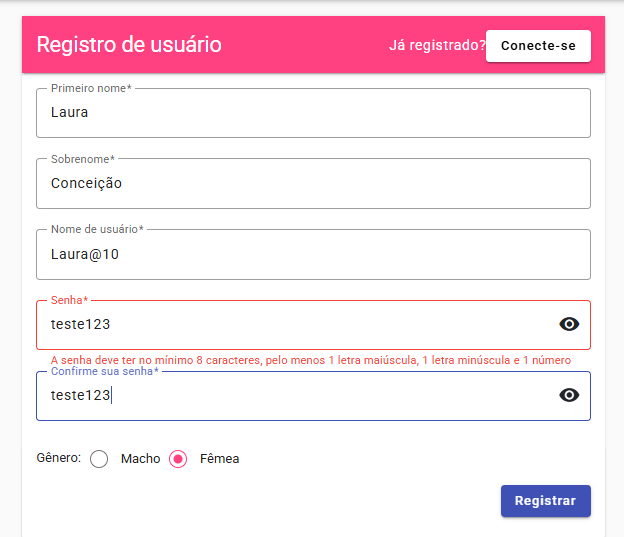 Registro de usuário
Já registrado? Conecte-se
Primeiro nome*
Laura
Sobrenome*
Conceição
Nome de usuário*
Laura@10
Senha*
teste123
A senha deve ter no mínimo 8 caracteres, pelo menos 1 letra maiúscula, 1 letra minúscula e 1 número
Confirme sua senha*
teste123
Gênero: Macho Fêmea
Registrar